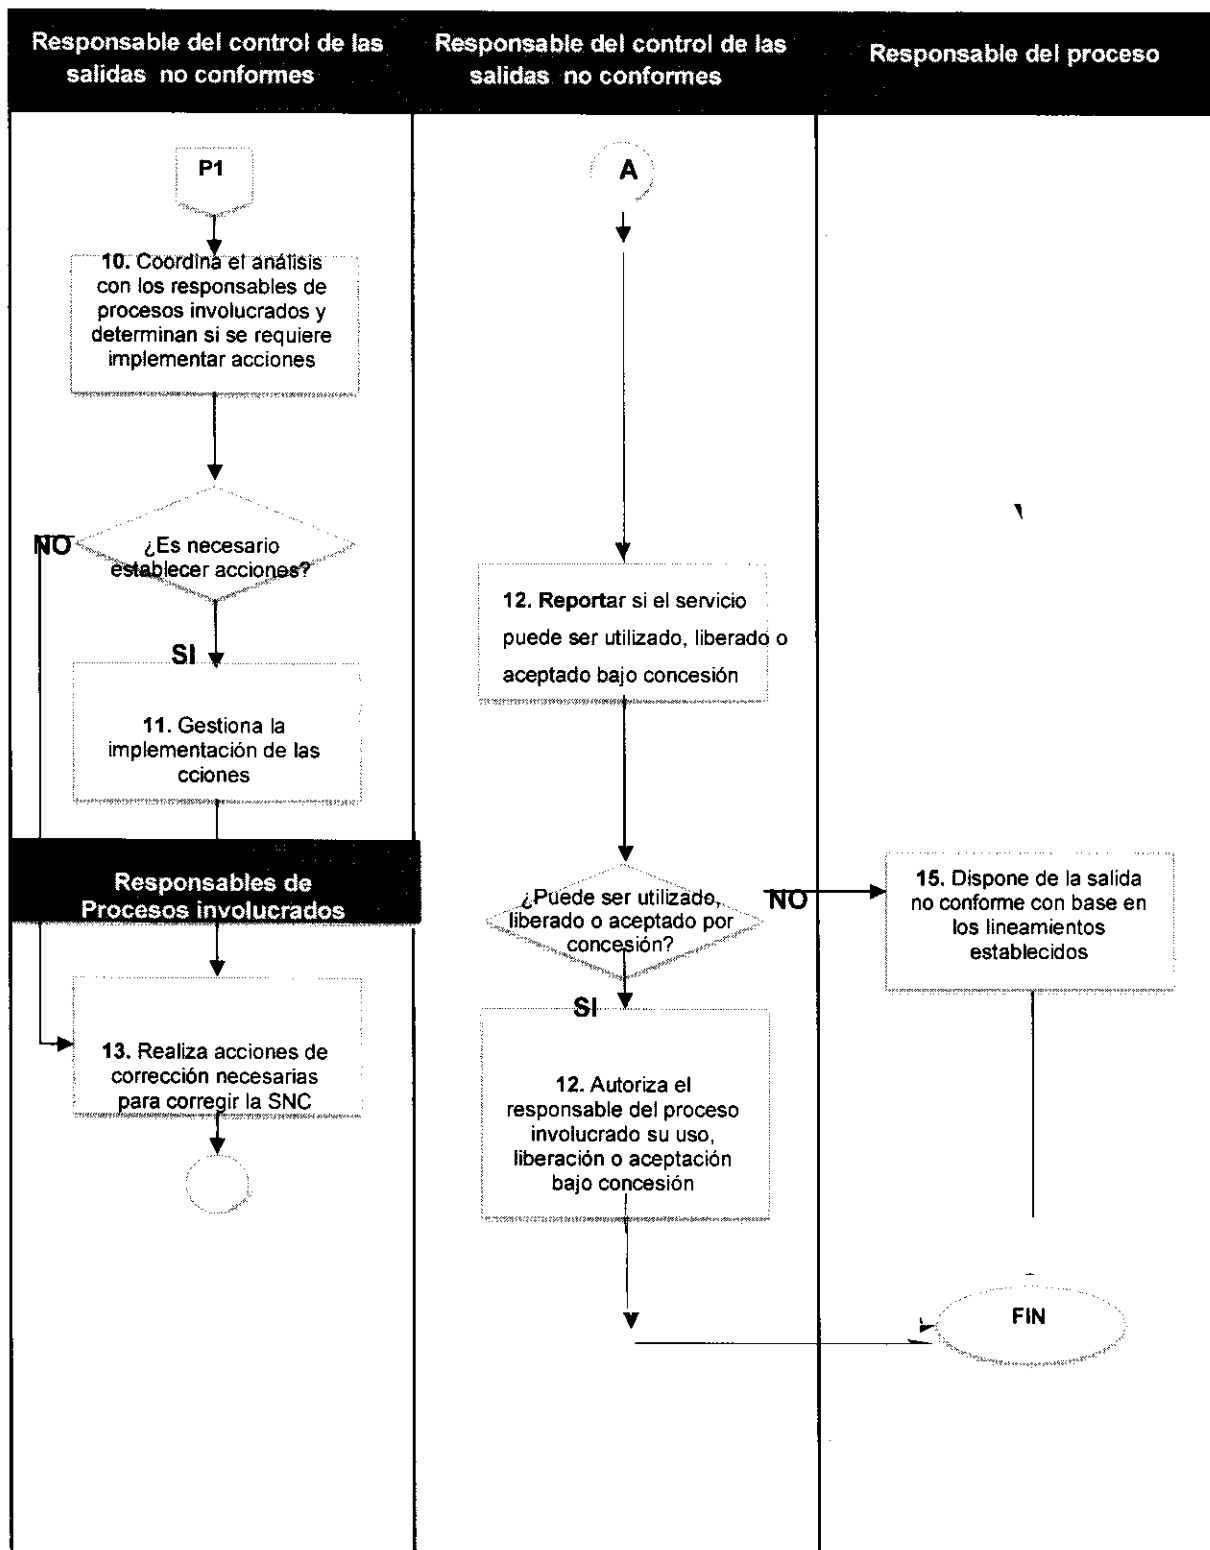 Responsable del control de las
salidas no conformes
Responsable del control de las
salidas no conformes
Responsable del proceso
P1
10. Coordina el análisis
con los responsables de
procesos involucrados y
determinan si se requiere
implementar acciones
NO
¿Es necesario
establecer acciones?
SI
11. Gestiona la
implementación de las
cciones
Responsables de
Procesos involucrados
13. Realiza acciones de
corrección necesarias
para corregir la SNC
A
12. Reportar si el servicio
puede ser utilizado, liberado o
aceptado bajo concesión
¿Puede ser utilizado,
liberado o aceptado por
concesión?
NO
SI
12. Autoriza el
responsable del proceso
involucrado su uso,
liberación o aceptación
bajo concesión
15. Dispone de la salida
no conforme con base en
los lineamientos
establecidos
FIN